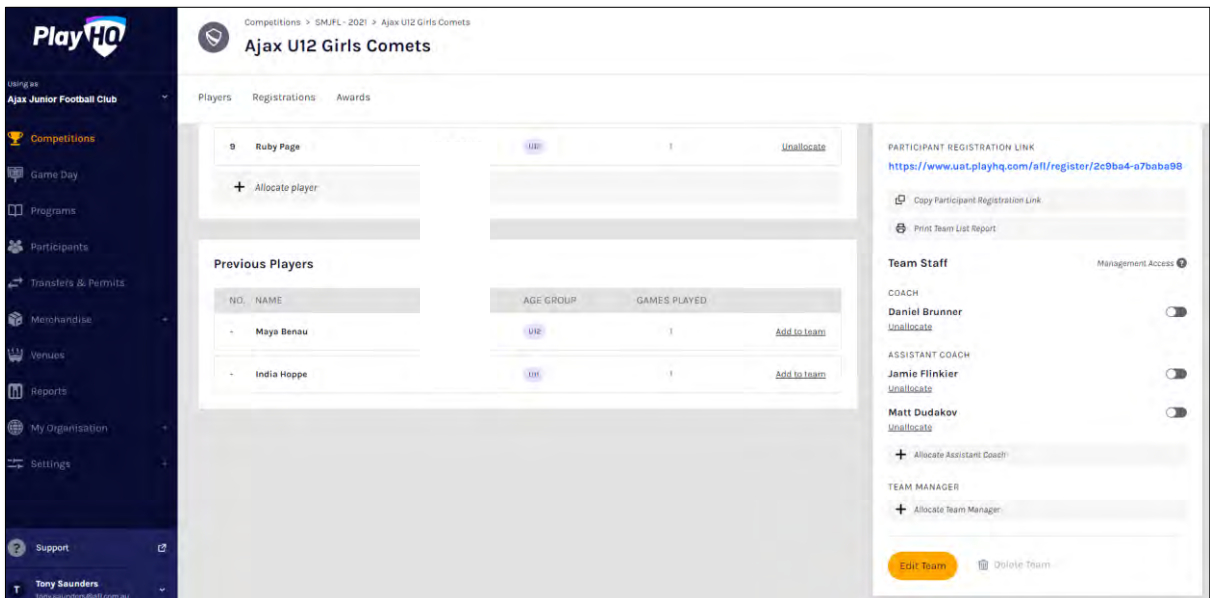 PlayHQ
Using as
Ajax Junior Football Club
Competitions
Game Day
Programs
Participants
Transfers & Permits
Merchandise
Venues
Reports
My Organisation
Settings
Support
T
Tony Saunders
Competitions > SMJFL - 2021 > Ajax U12 Girls Comets
Ajax U12 Girls Comets
Players Registrations Awards
9 Ruby Page U12 1 Unallocate
+ Allocate player
Previous Players
NO. NAME AGE GROUP GAMES PLAYED
- Maya Benau U12 1 Add to team
- India Hoppe U11 1 Add to team
PARTICIPANT REGISTRATION LINK
https://www.uat.playhq.com/afl/register/2c9ba4-a7baba98
Copy Participant Registration Link
Print Team List Report
Team Staff Management Access ?
COACH
Daniel Brunner
Unallocate
ASSISTANT COACH
Jamie Flinkier
Unallocate
Matt Dudakov
Unallocate
+ Allocate Assistant Coach
TEAM MANAGER
+ Allocate Team Manager
Edit Team Delete Team